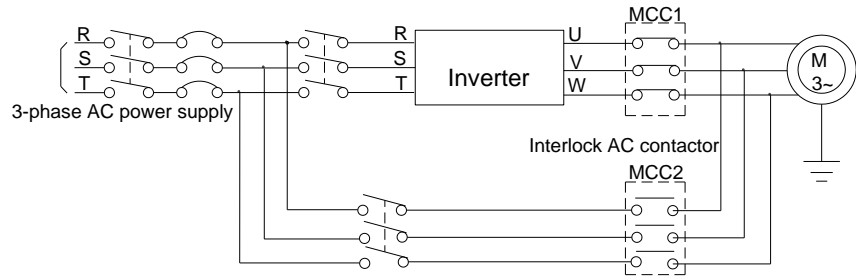 MCC1
R
R
U
S
S
V
M
T
T
Inverter
W
3~
3-phase AC power supply
Interlock AC contactor
MCC2